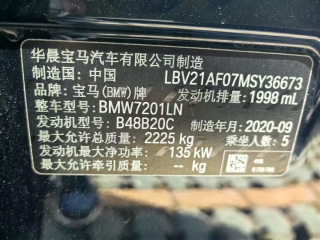 华晨宝马汽车有限公司制造
制造国：中国 LBV21AF07MSY36673
品牌：宝马(BMW)牌 发动机排量：1998 mL
整车型号：BMW7201LN
发动机型号：B48B20C 制造年月：2020-09
最大允许总质量：2225 kg 乘坐人数：5
发动机最大净功率：135 kW
最大允许牵引质量：-- kg